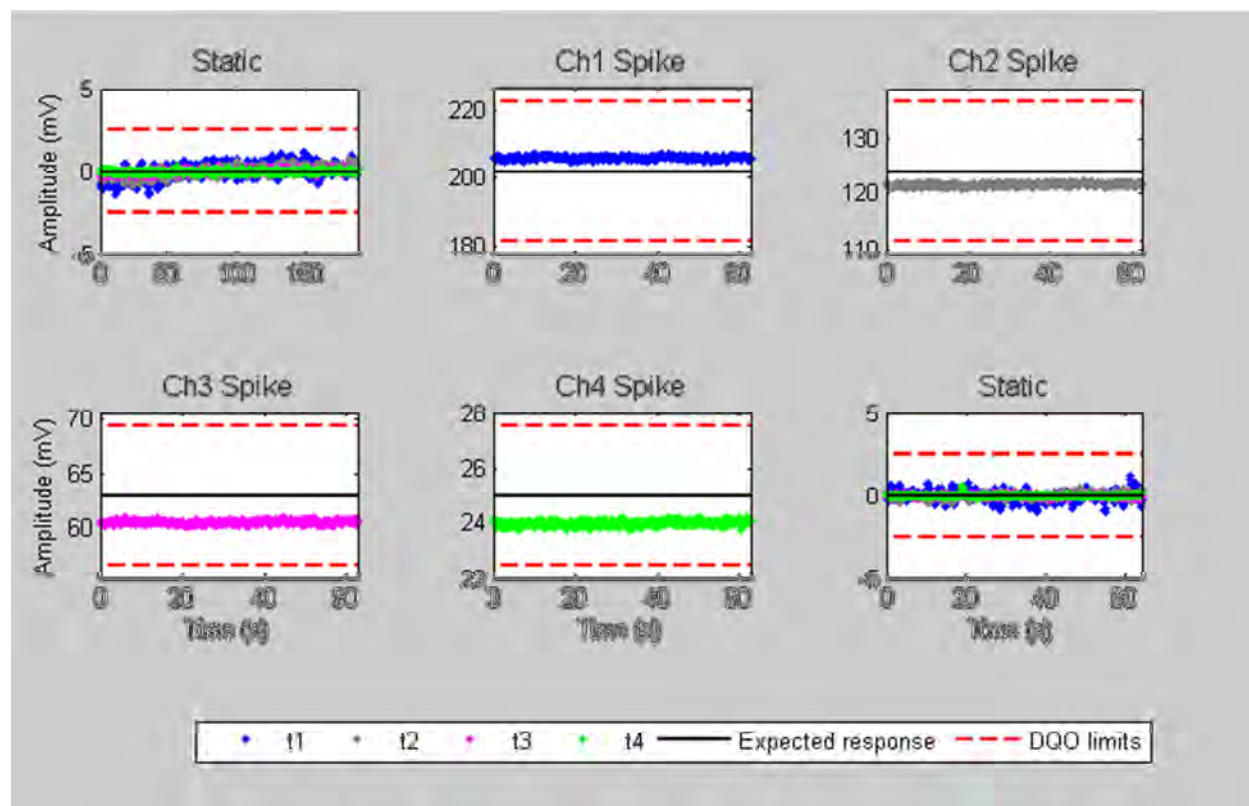 Static
Ch1 Spike
Ch2 Spike
Amplitude (mV)
5
0
-5
0 50 100 150
220
200
180
0 20 40 60
130
120
110
0 20 40 60
Ch3 Spike
Ch4 Spike
Static
Amplitude (mV)
70
65
60
0 20 40 60
Time (s)
28
26
24
22
0 20 40 60
Time (s)
5
0
-5
0 20 40 60
Time (s)
t1 t2 t3 t4 Expected response DQO limits